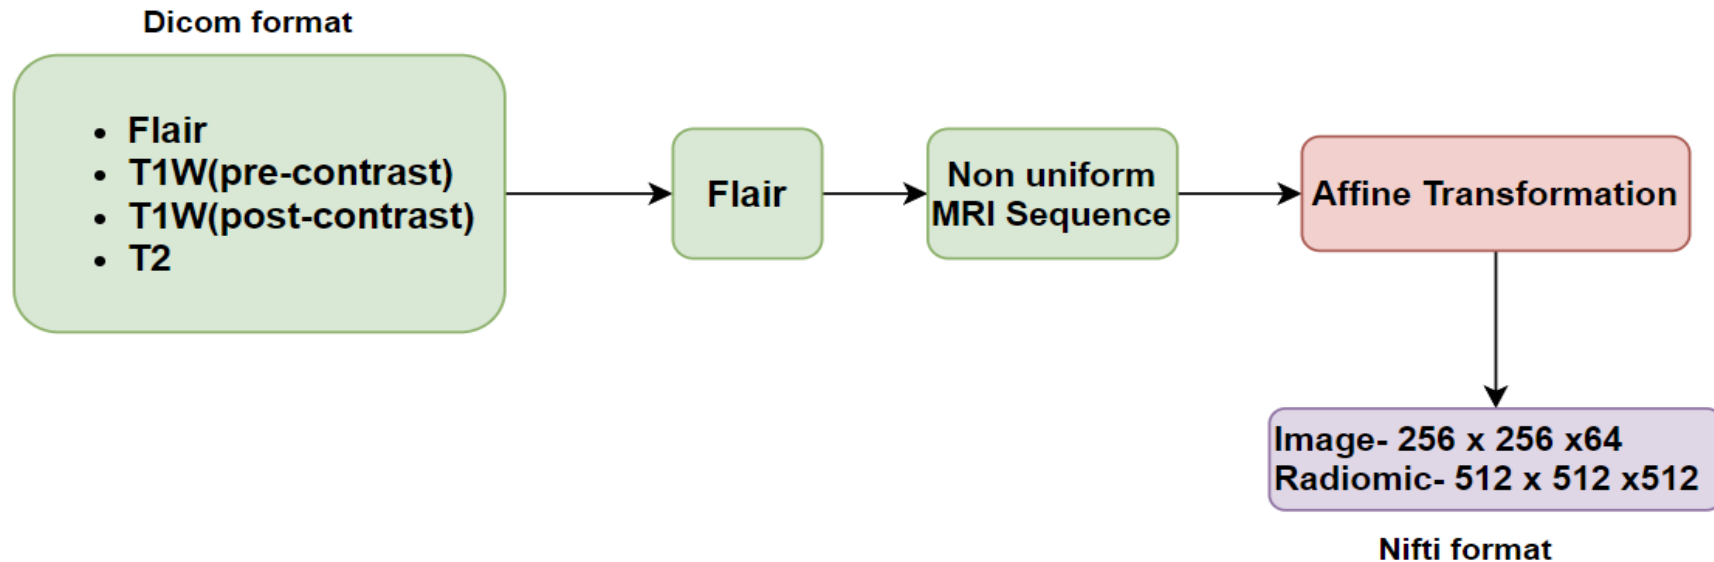 Dicom format
• Flair
• T1W(pre-contrast)
• T1W(post-contrast)
• T2
Flair
Non uniform
MRI Sequence
Affine Transformation
Image- 256 x 256 x64
Radiomic- 512 x 512 x512
Nifti format